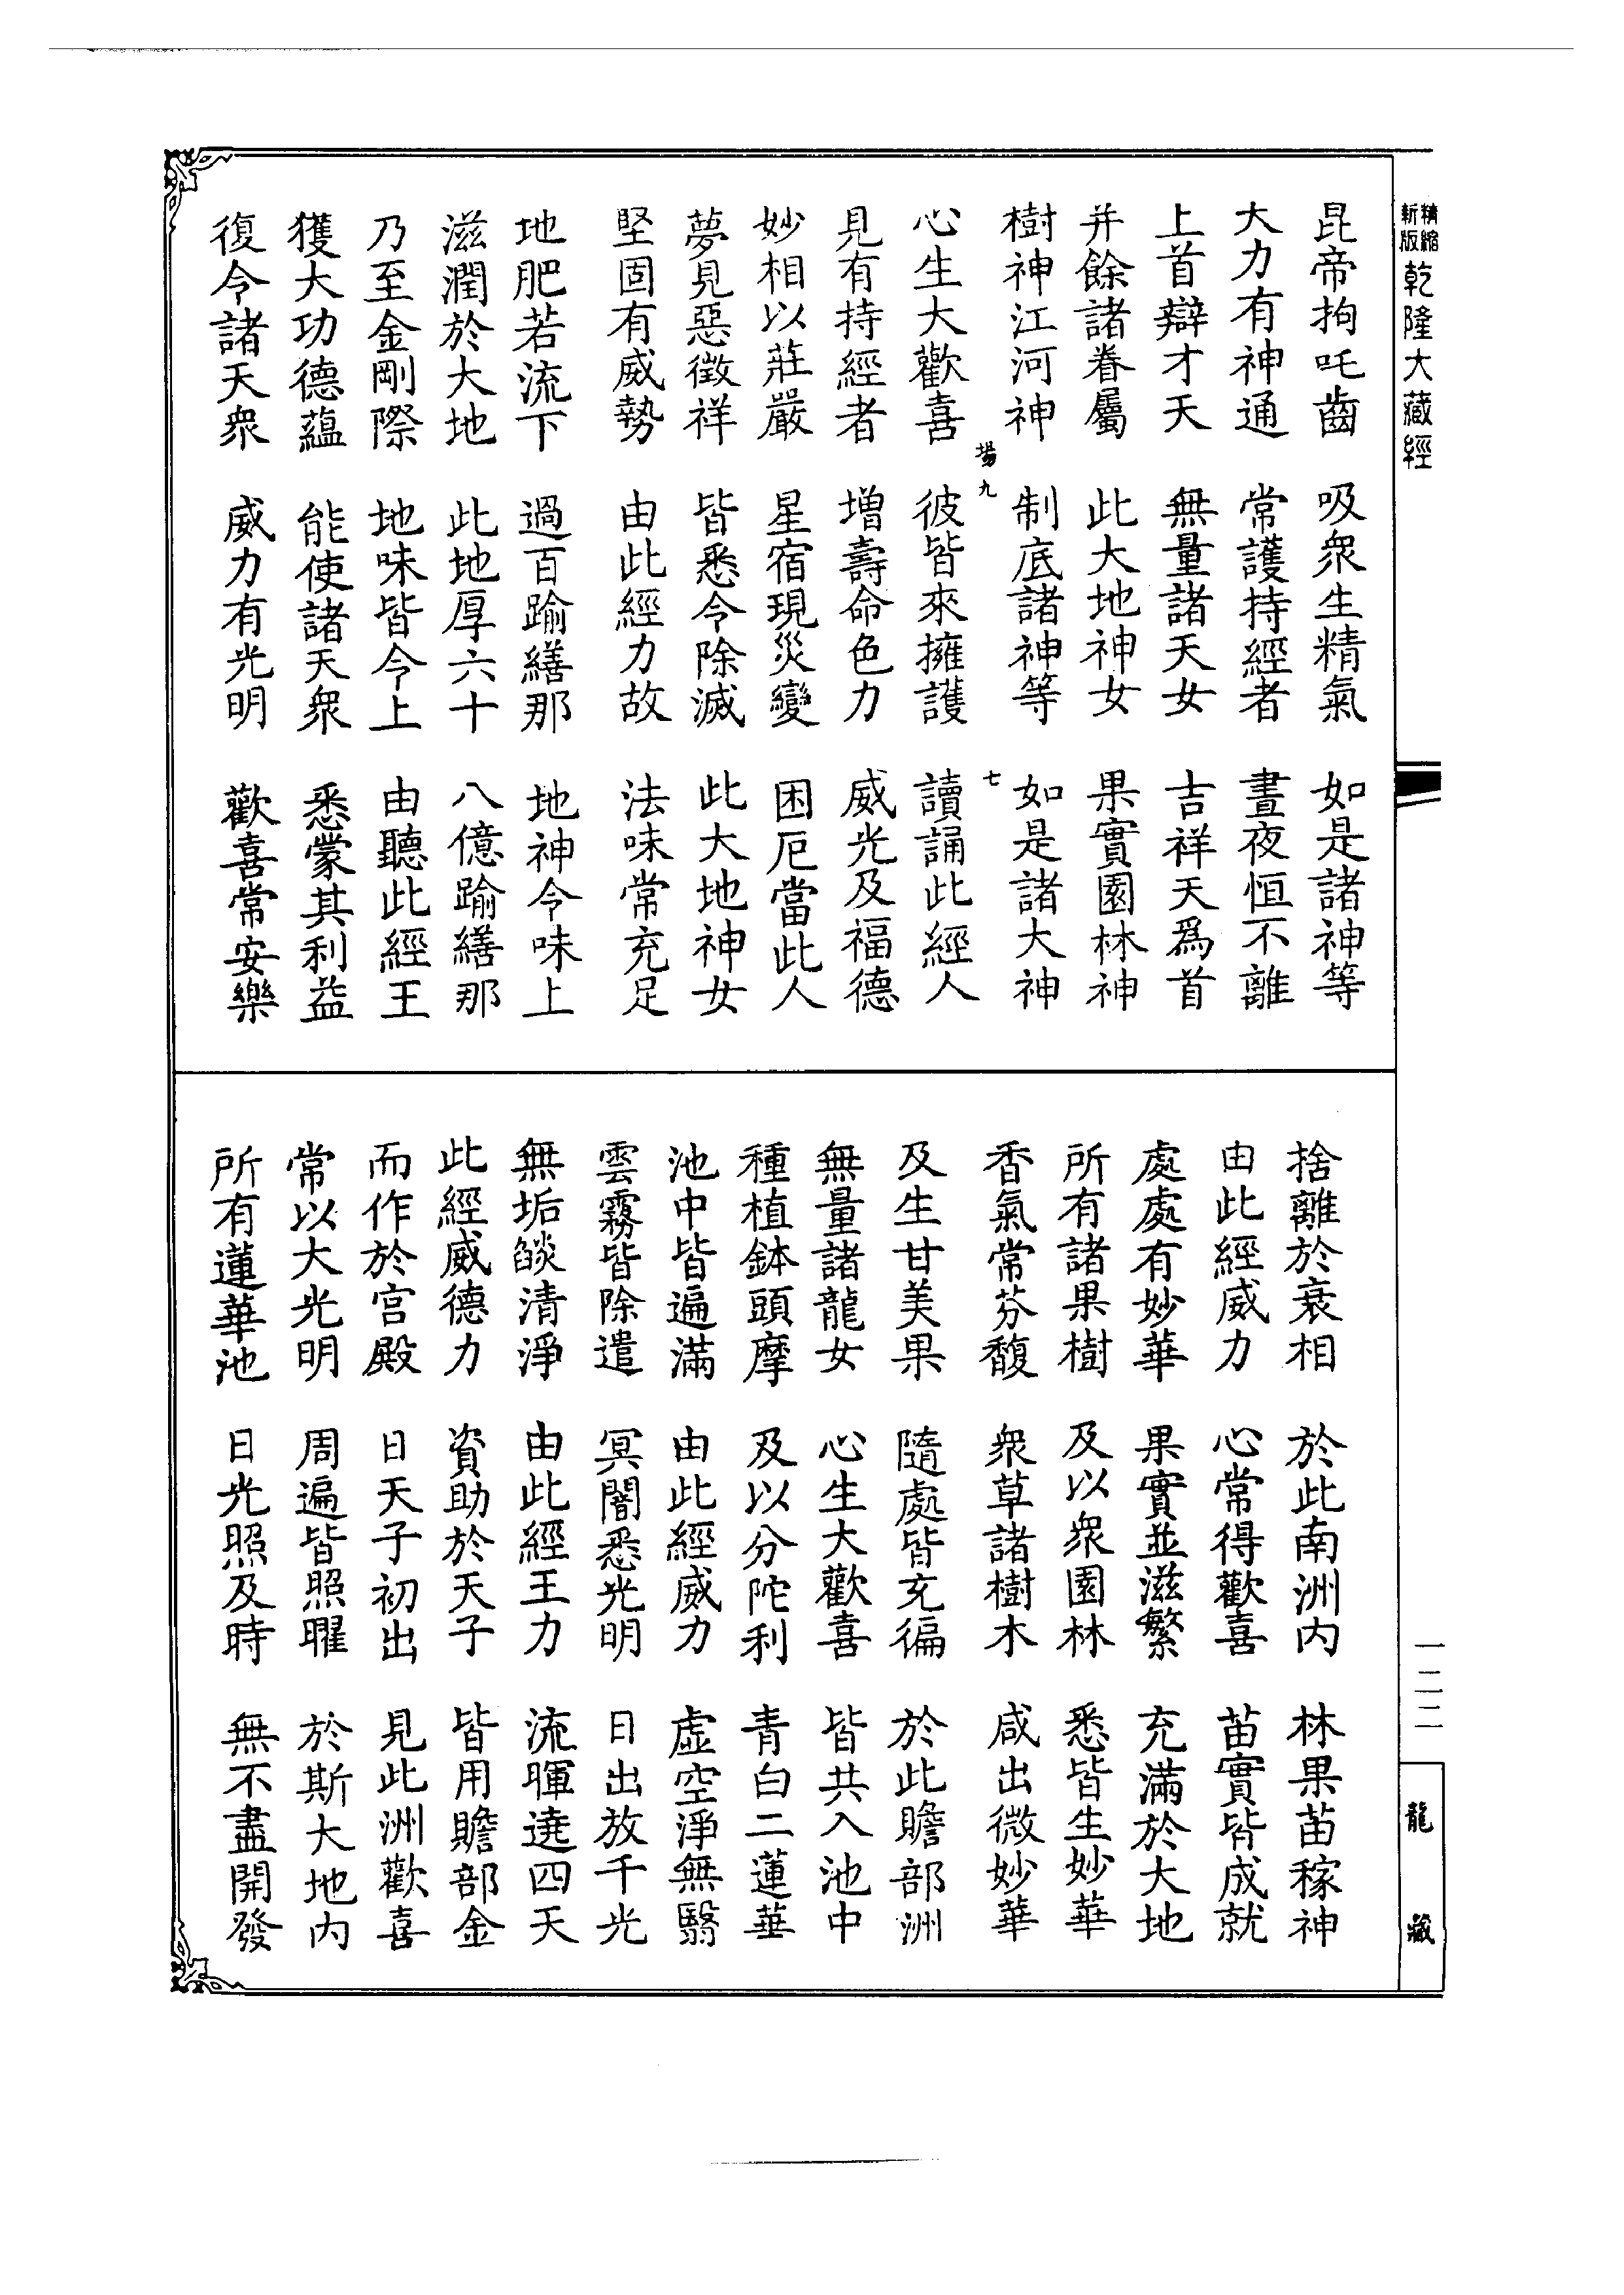 精縮新版乾隆大藏經
昆帝拘吒齒 吸衆生精氣 如是諸神等
大力有神通 常護持經者 晝夜恒不離
上首辯才天 無量諸天女 吉祥天爲首
并餘諸眷屬 此大地神女 果實園林神
樹神江河神 制底諸神等 如是諸大神
九 七
心生大歡喜 彼皆來擁護 讀誦此經人
見有持經者 增壽命色力 威光及福德
妙相以莊嚴 星宿現災變 困厄當此人
夢見惡徵祥 皆悉令除滅 此大地神女
堅固有威勢 由此經力故 法味常充足
地肥若流下 過百踰繕那 地神令味上
滋潤於大地 此地厚六十 八億踰繕那
乃至金剛際 地味皆令上 由聽此經王
獲大功德蘊 能使諸天衆 悉蒙其利益
復令諸天衆 威力有光明 歡喜常安樂
捨離於衰相 於此南洲內 林果苗稼神
由此經威力 心常得歡喜 苗實皆成就
處處有妙華 果實並滋繁 充滿於大地
所有諸果樹 及以衆園林 悉皆生妙華
香氣常芬馥 衆草諸樹木 咸出微妙華
及生甘美果 隨處皆充徧 於此贍部洲
無量諸龍女 心生大歡喜 皆共入池中
種植鉢頭摩 及以分陀利 青白二蓮華
池中皆遍滿 由此經威力 虛空淨無翳
雲霧皆除遣 冥闇悉光明 日出放千光
無垢燄清淨 由此經王力 流暉遶四天
此經威德力 資助於天子 皆用贍部金
而作於宮殿 日天子初出 見此洲歡喜
常以大光明 周遍皆照曜 於斯大地內
所有蓮華池 日光照及時 無不盡開發
一二二
龍藏